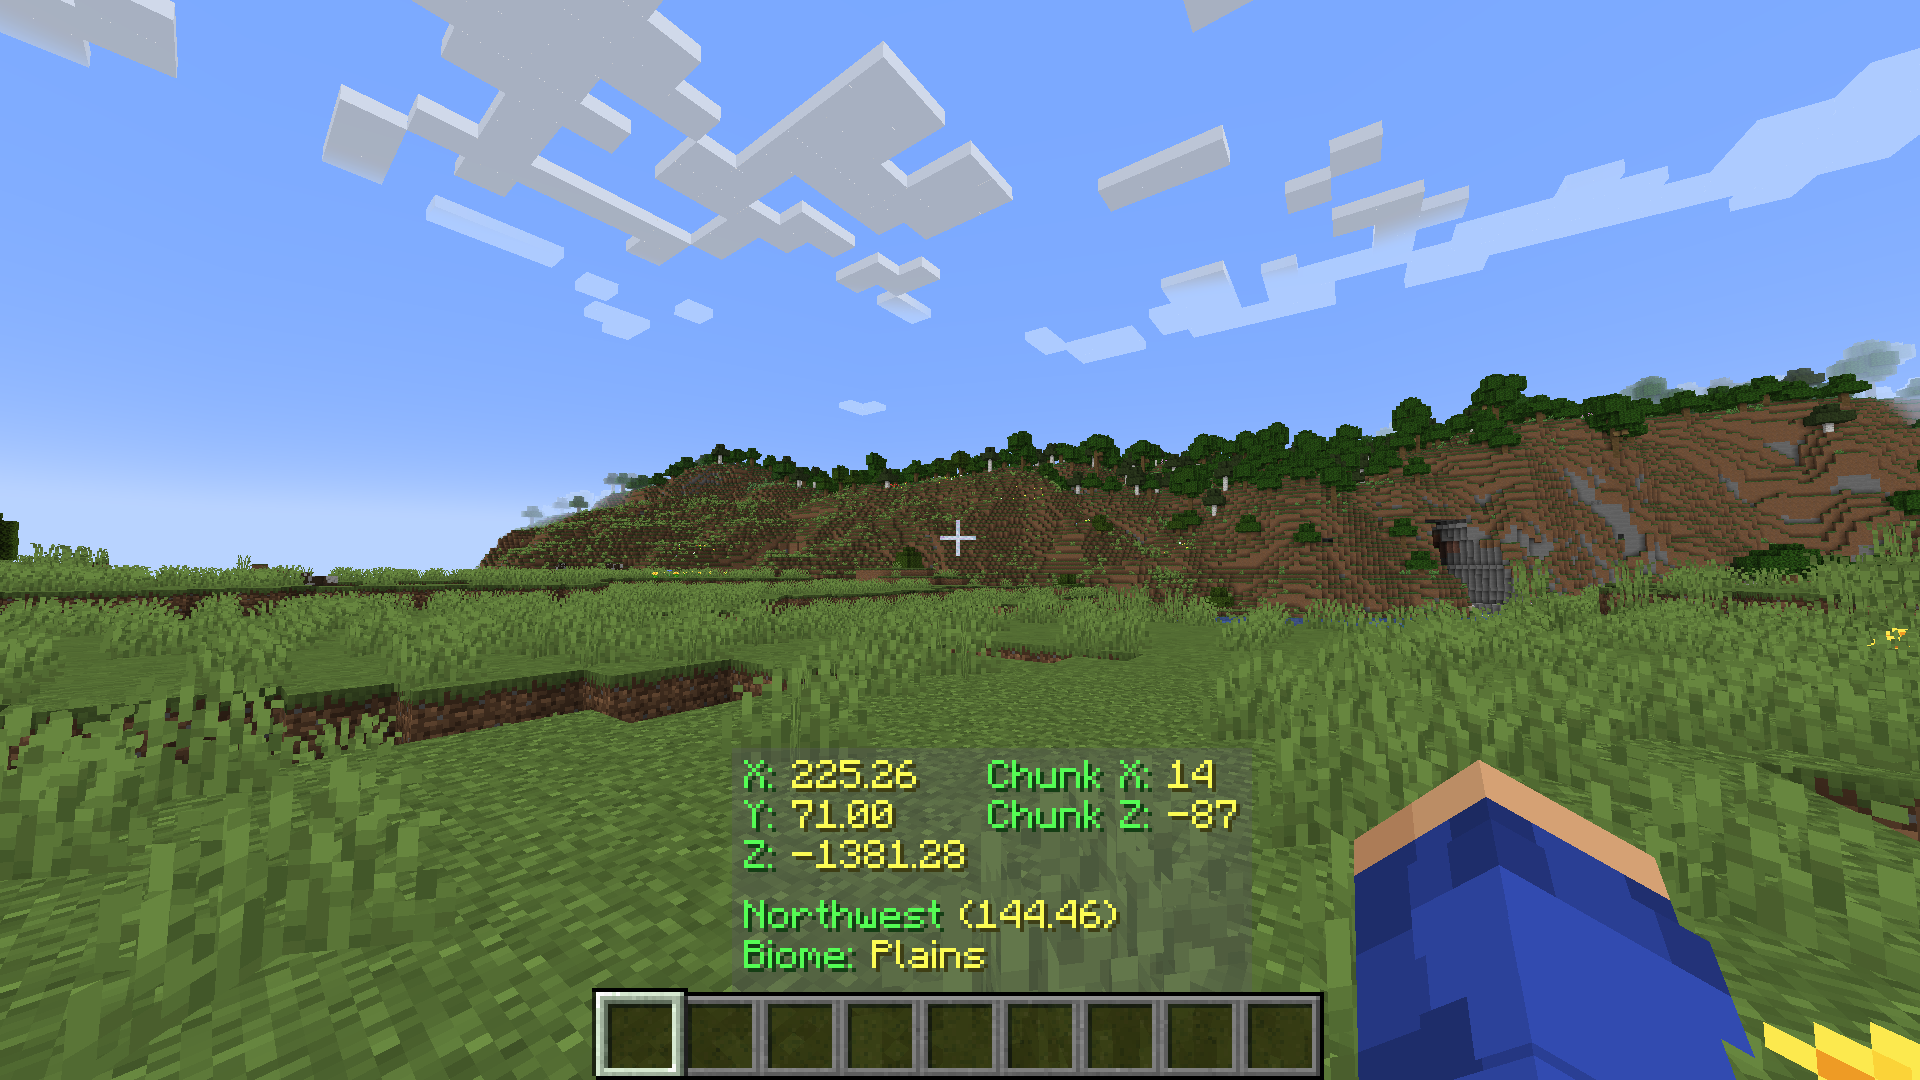 X: 225.26 Chunk X: 14
Y: 71.00 Chunk Z: -87
Z: -1381.28
Northwest (144.46)
Biome: Plains